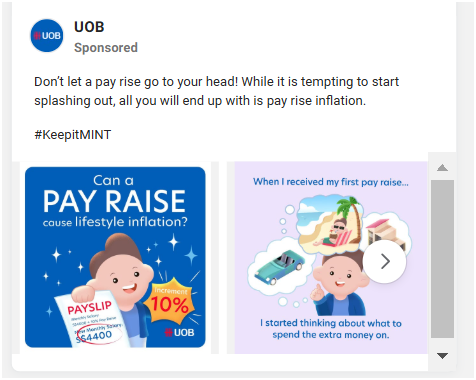 UOB
UOB
Sponsored
Don't let a pay rise go to your head! While it is tempting to start
splashing out, all you will end up with is pay rise inflation.
#KeepitMINT
Can a
PAY RAISE
cause lifestyle inflation?
PAYSLIP
New Monthly Salary:
S$4400
Increment
10%
UOB
When I received my first pay raise...
I started thinking about what to
spend the extra money on.